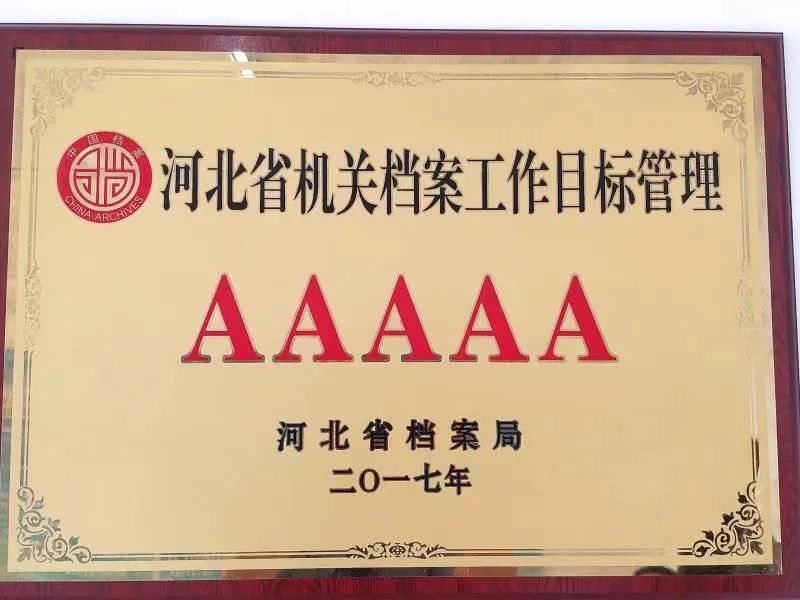 中国档案
CHINA ARCHIVES
河北省机关档案工作目标管理
AAAAA
河北省档案局
二〇一七年